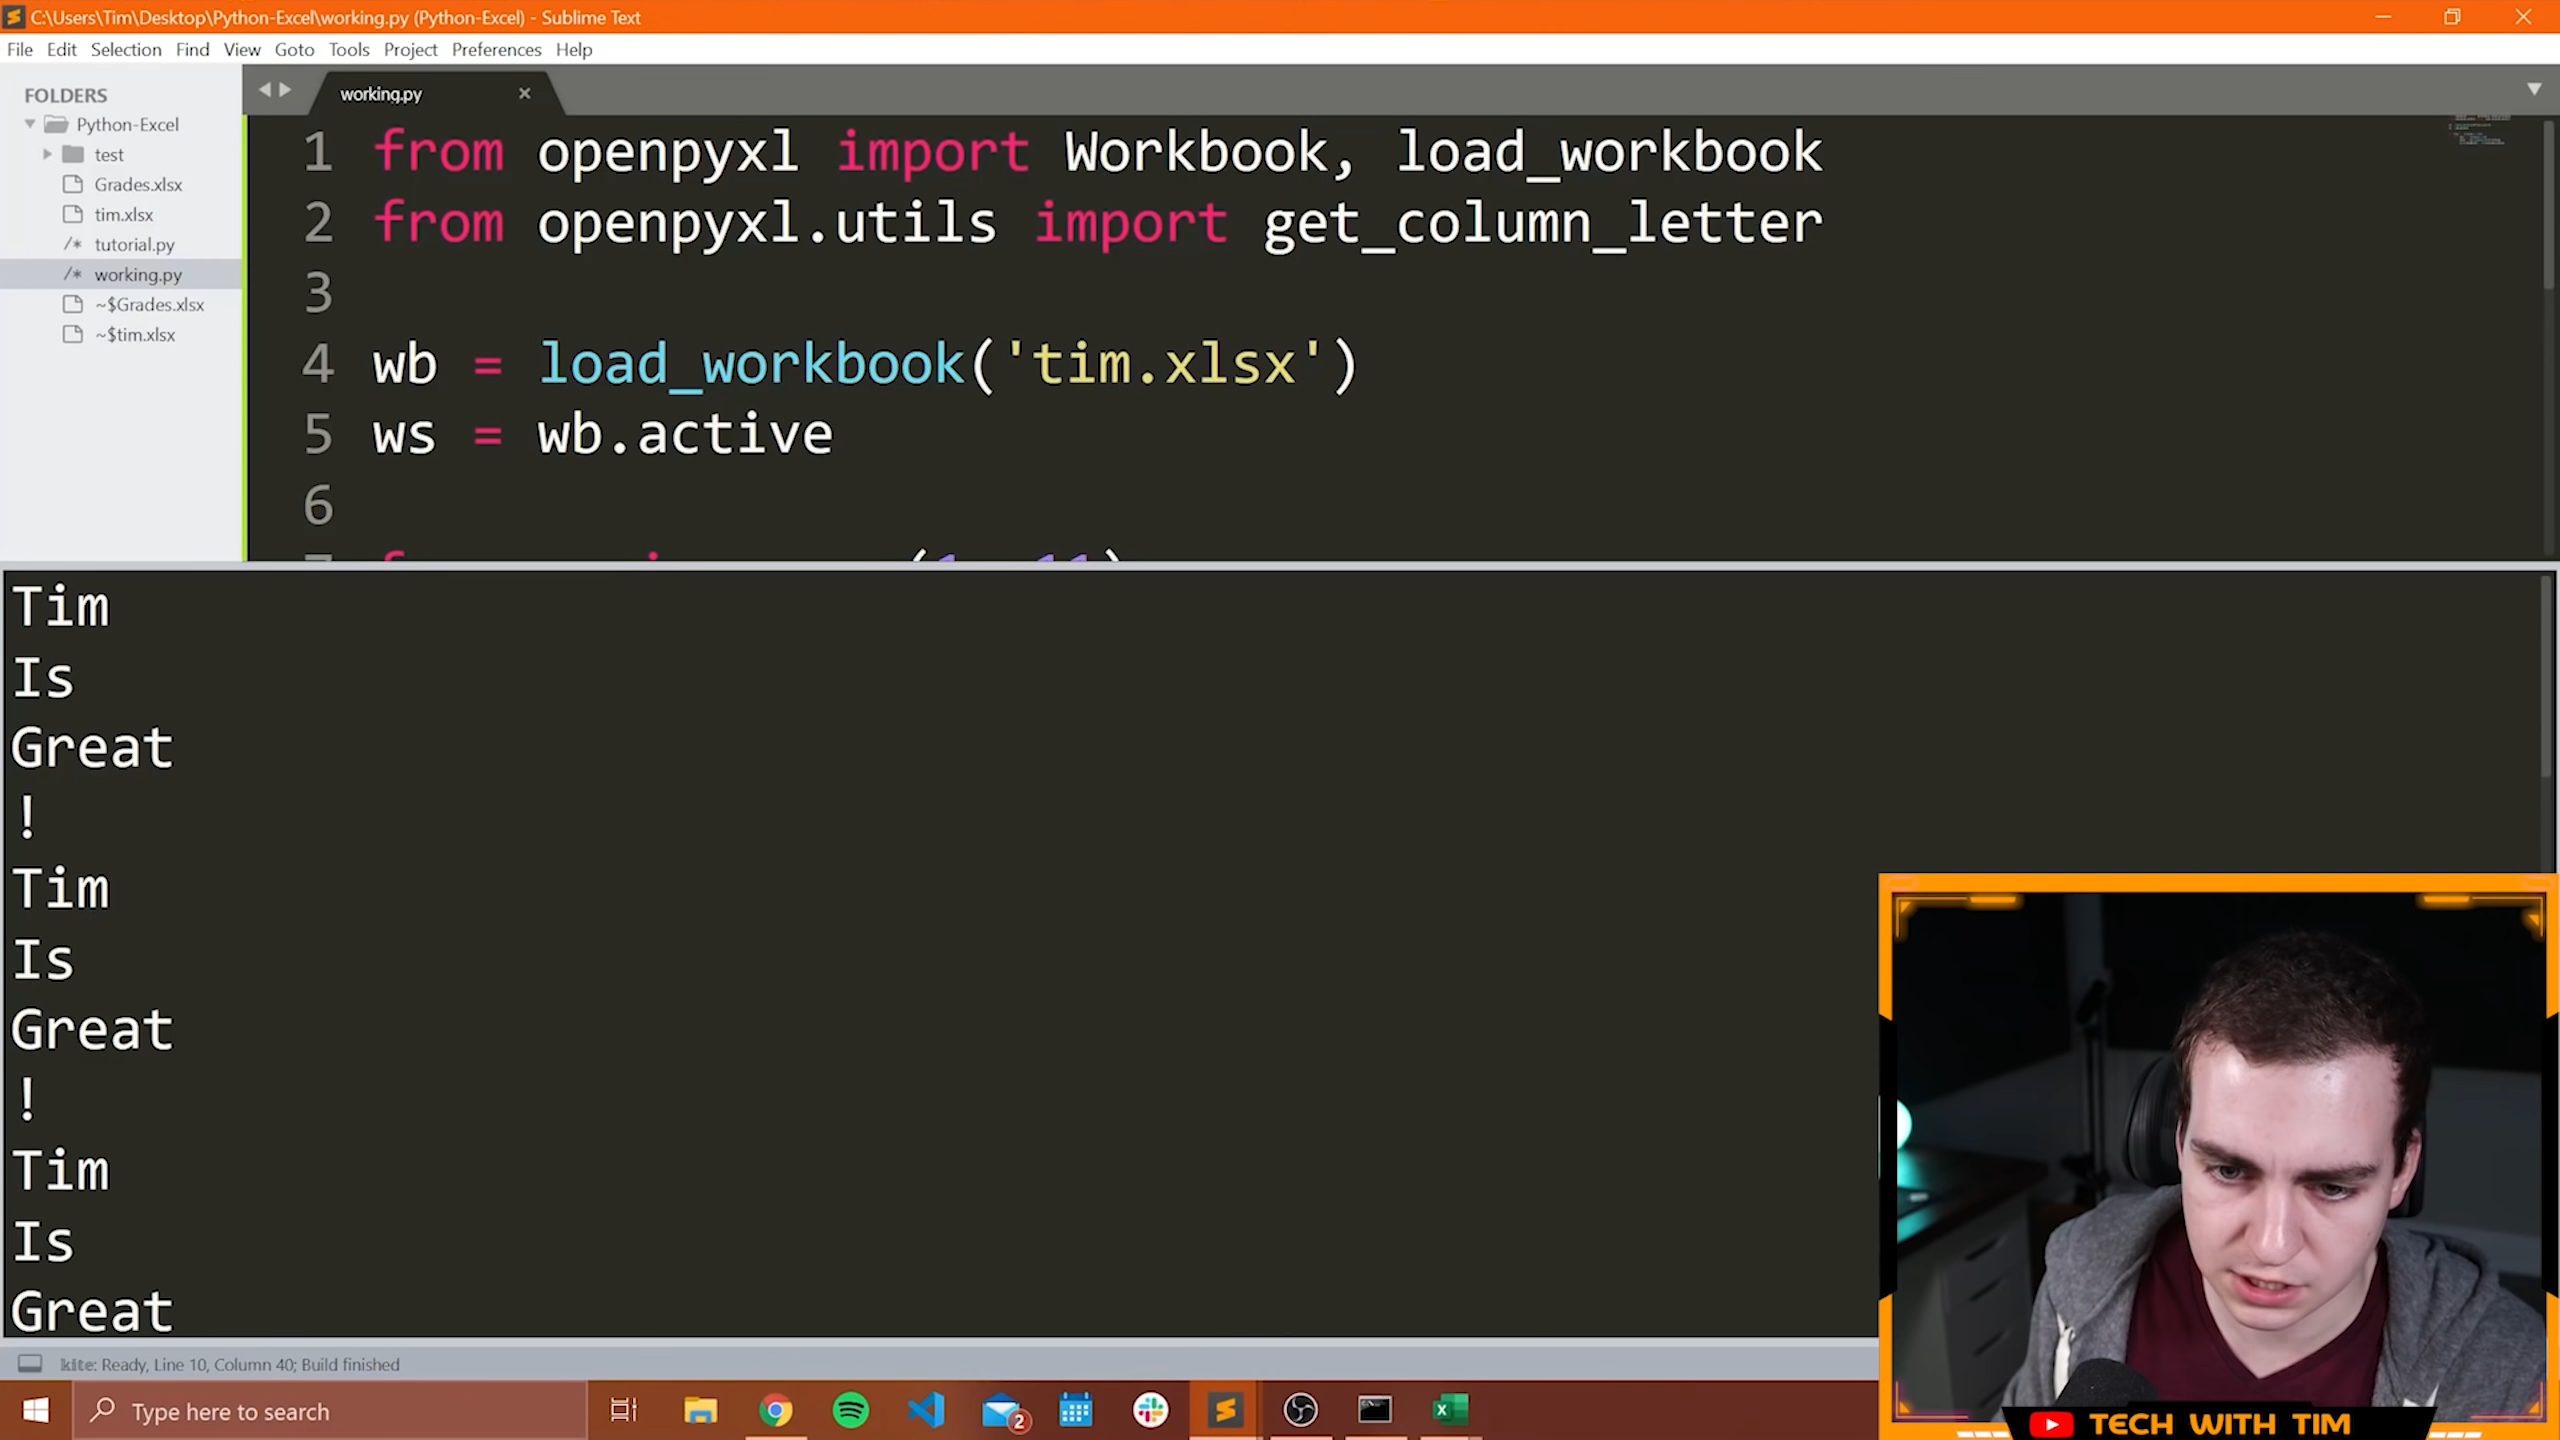 C:\Users\Tim\Desktop\Python-Excel\working.py (Python-Excel) - Sublime Text
File Edit Selection Find View Goto Tools Project Preferences Help
FOLDERS
Python-Excel
test
Grades.xlsx
tim.xlsx
tutorial.py
working.py
~$Grades.xlsx
~$tim.xlsx
working.py
1 from openpyxl import Workbook, load_workbook
2 from openpyxl.utils import get_column_letter
3
4 wb = load_workbook('tim.xlsx')
5 ws = wb.active
6
Tim
Is
Great
!
Tim
Is
Great
!
Tim
Is
Great
kite: Ready, Line 10, Column 40; Build finished
Type here to search
2
TECH WITH TIM